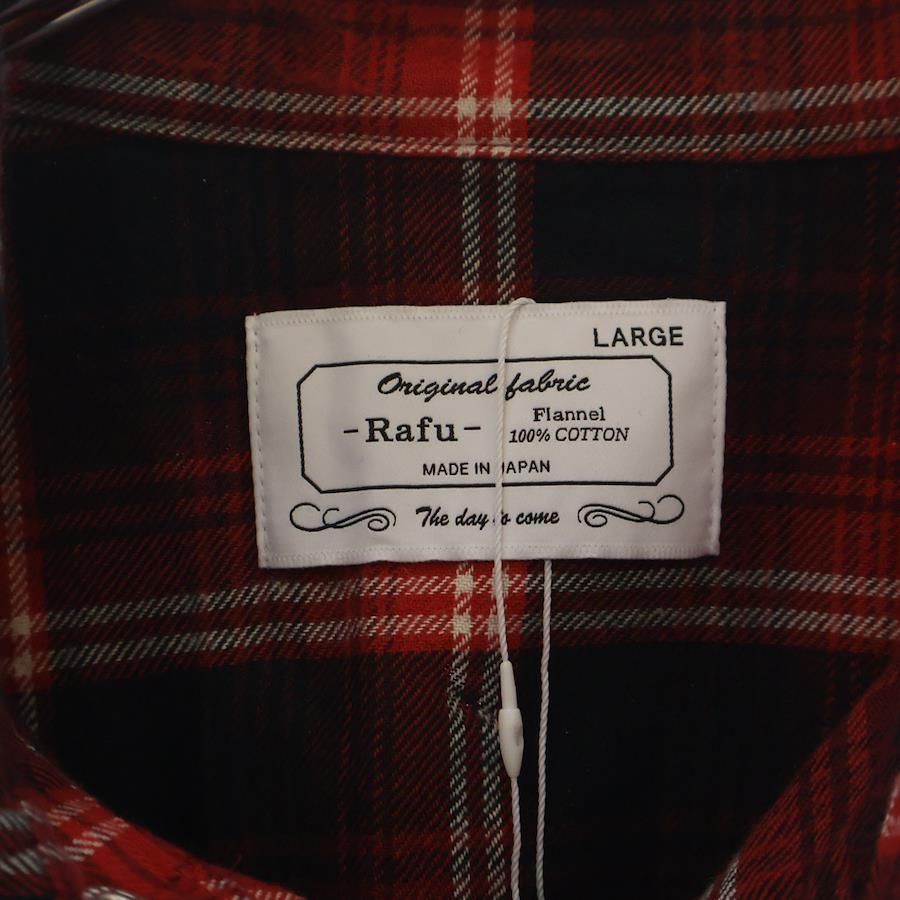 LARGE
Original fabric
-Rafu-
Flannel
100% COTTON
MADE IN JAPAN
The day to come